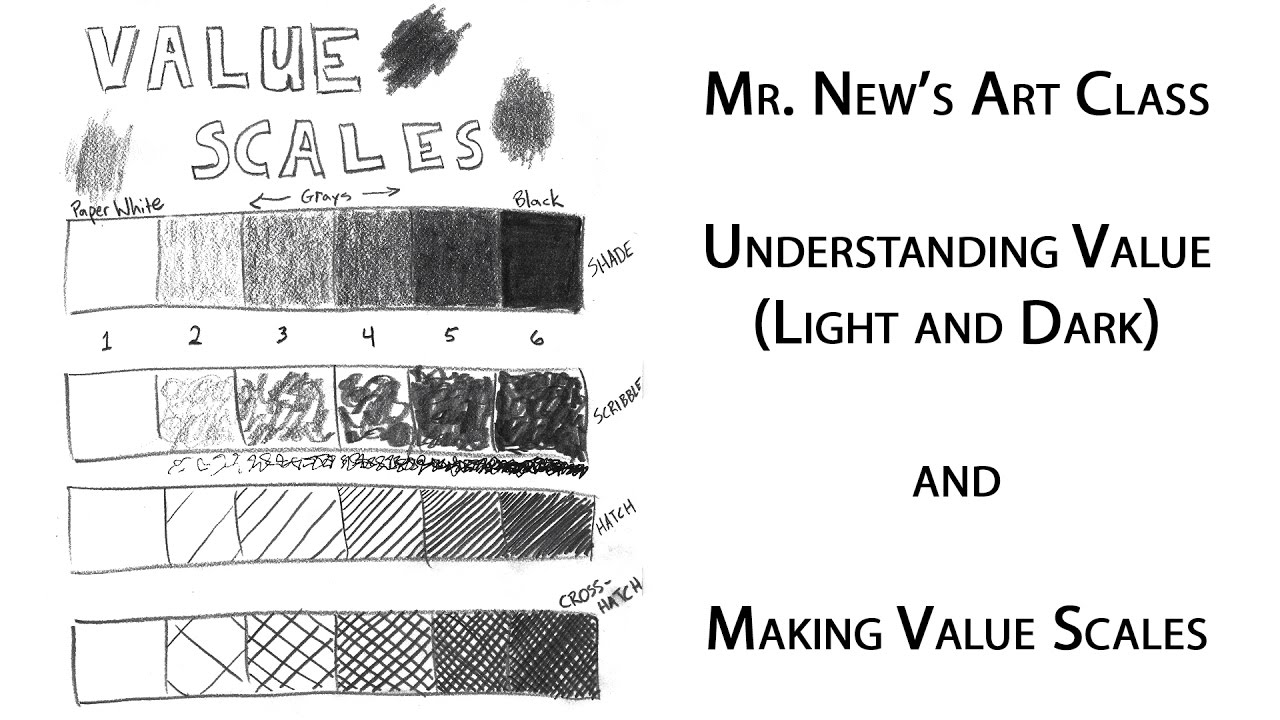 VALUE
SCALES
Paper White
← Grays →
Black
SHADE
1 2 3 4 5 6
SCRIBBLE
HATCH
CROSS-
HATCH
Mr. New’s Art Class
Understanding Value
(Light and Dark)
and
Making Value Scales